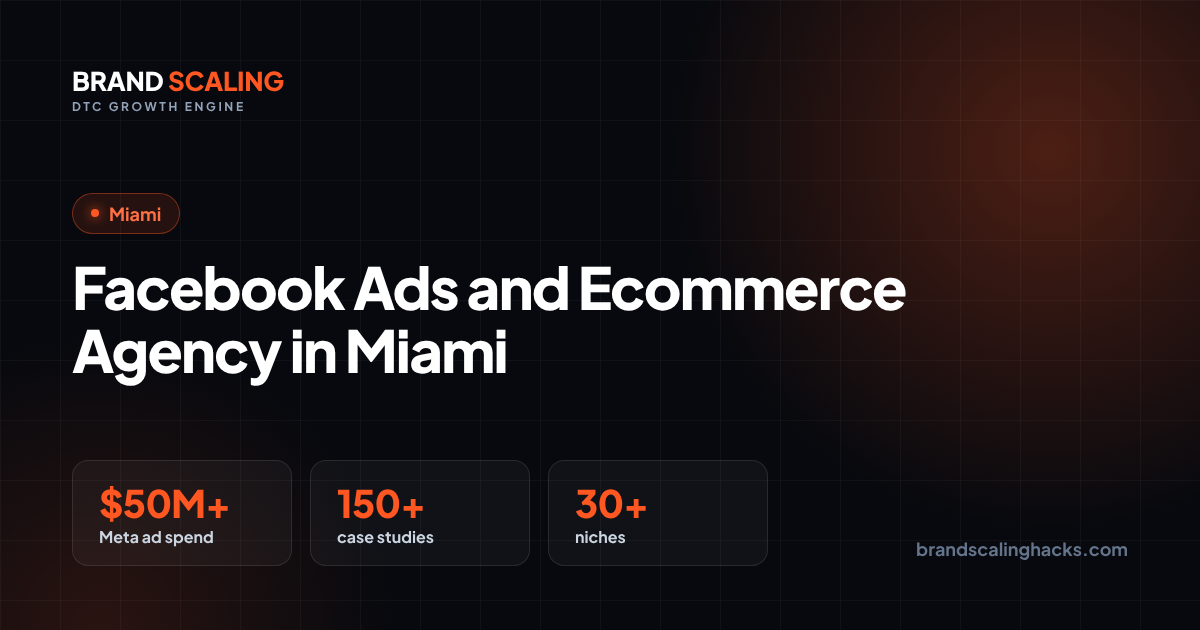 BRAND SCALING
DTC GROWTH ENGINE
Miami
Facebook Ads and Ecommerce
Agency in Miami
$50M+
Meta ad spend
150+
case studies
30+
niches
brandscalinghacks.com